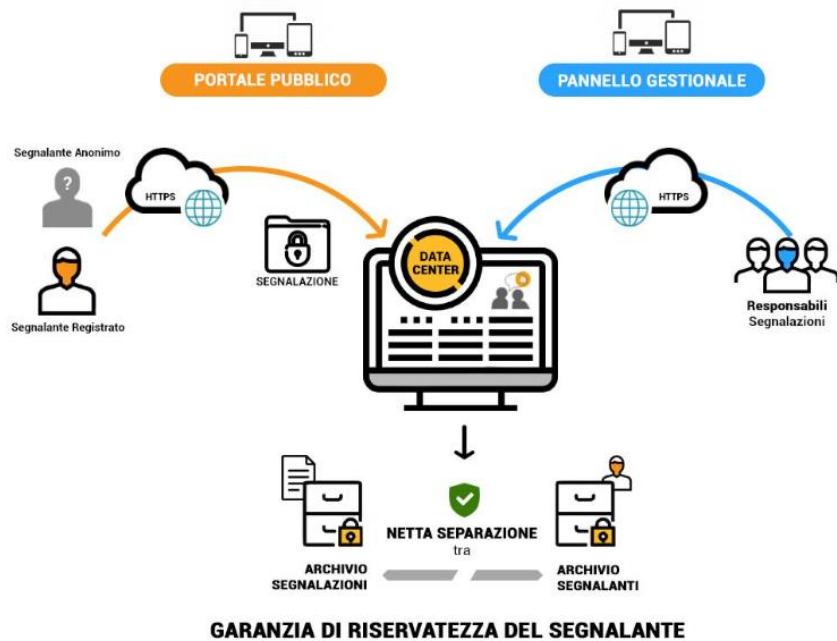 PORTALE PUBBLICO
PANNELLO GESTIONALE
Segnalante Anonimo
?
HTTPS
HTTPS
SEGNALAZIONE
DATA
CENTER
Segnalante Registrato
Responsabili
Segnalazioni
NETTA SEPARAZIONE
tra
ARCHIVIO
SEGNALAZIONI
ARCHIVIO
SEGNALANTI
GARANZIA DI RISERVATEZZA DEL SEGNALANTE